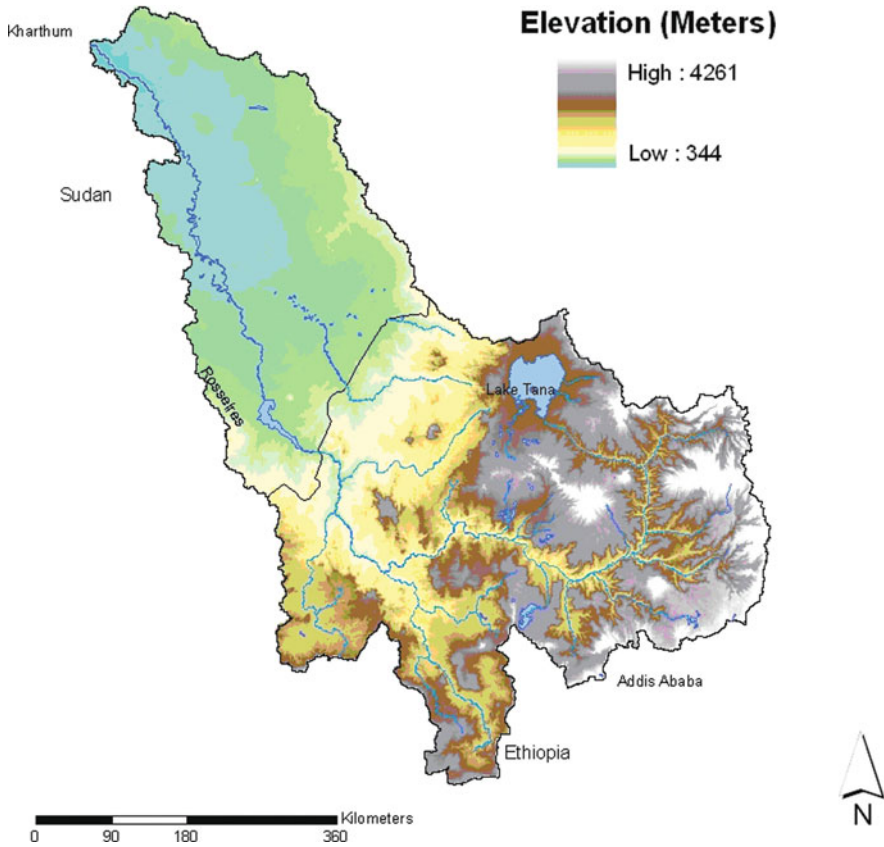 Elevation (Meters)
Kharthum
High : 4261
Low : 344
Sudan
Rosseires
Lake Tana
Addis Ababa
Ethiopia
Kilometers
0 90 180 360
N